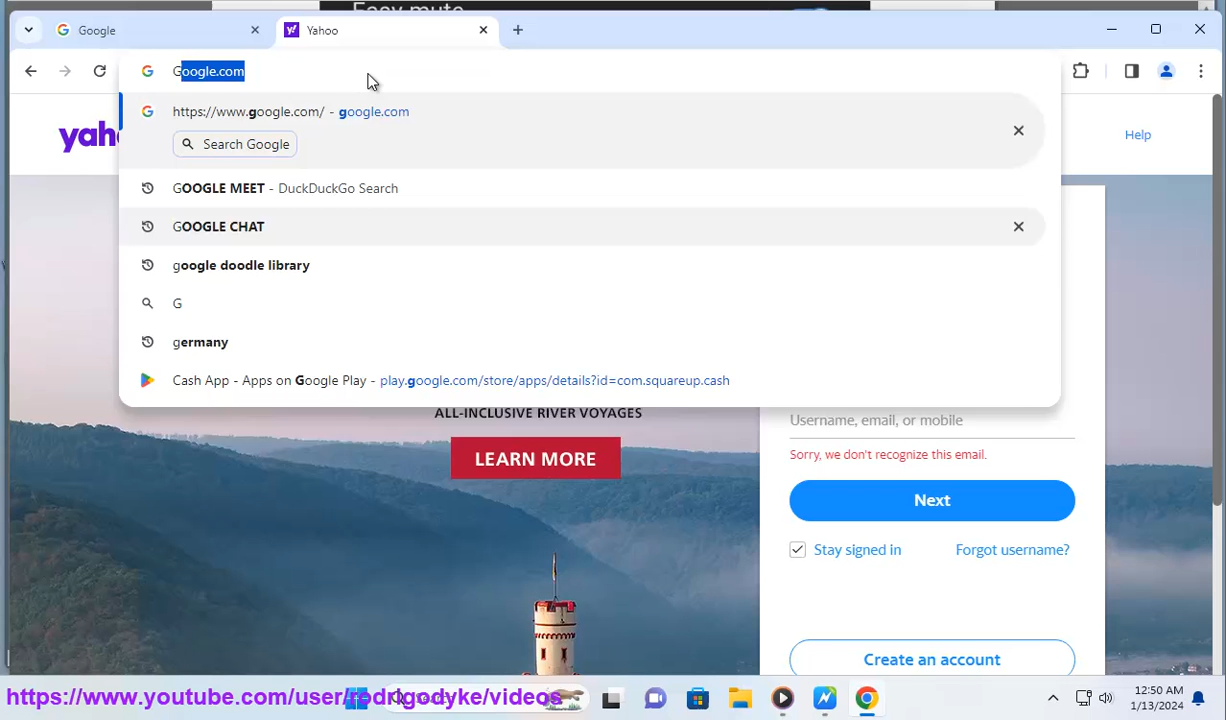 Easy mute
Google
Yahoo
Google.com
https://www.google.com/ - google.com
Search Google
GOOGLE MEET - DuckDuckGo Search
GOOGLE CHAT
google doodle library
G
germany
Cash App - Apps on Google Play - play.google.com/store/apps/details?id=com.squareup.cash
Help
ALL-INCLUSIVE RIVER VOYAGES
LEARN MORE
Username, email, or mobile
Sorry, we don't recognize this email.
Next
Stay signed in
Forgot username?
Create an account
https://www.youtube.com/user/rodrgodyke/videos
12:50 AM
1/13/2024